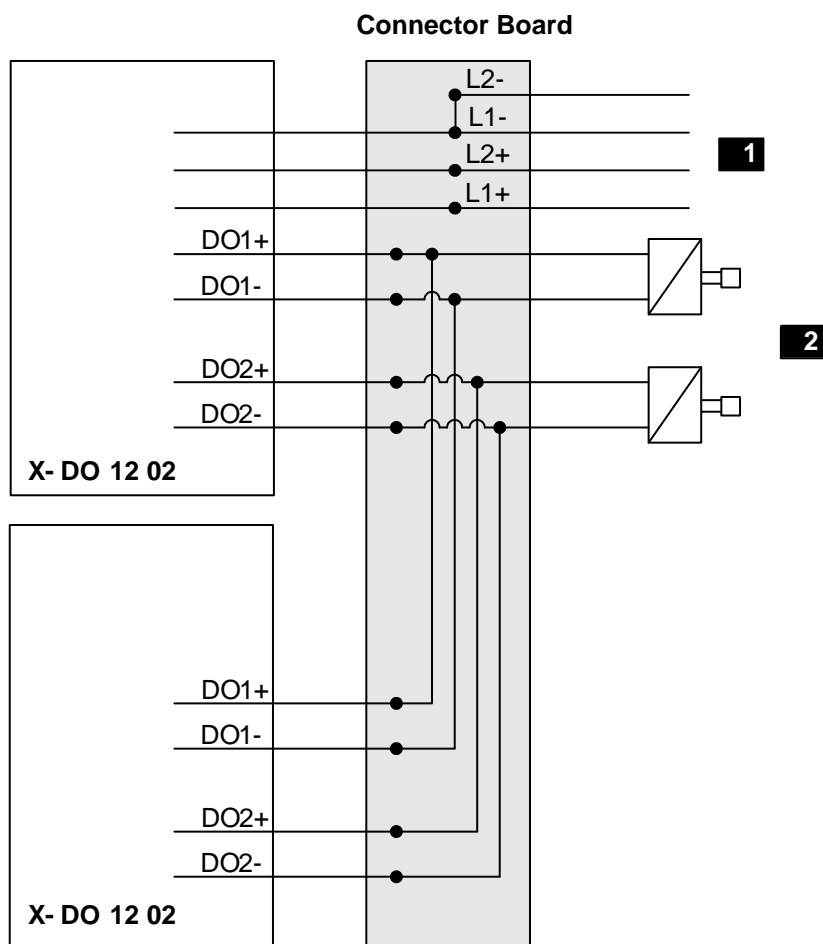 Connector Board
L2-
L1-
L2+
1
L1+
DO1+
DO1-
2
DO2+
DO2-
X- DO 12 02
DO1+
DO1-
DO2+
DO2-
X- DO 12 02